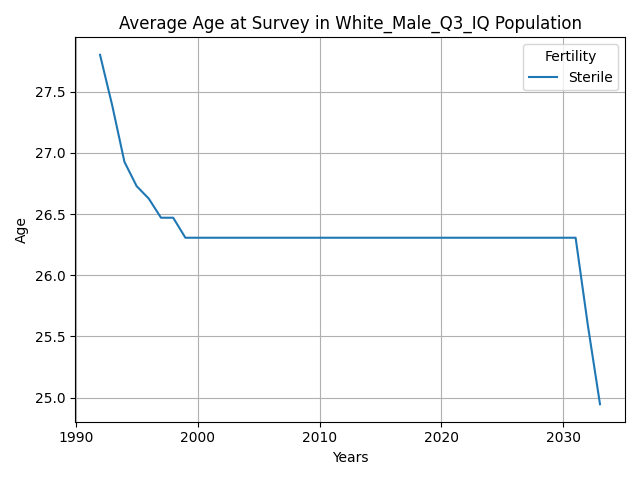 Average Age at Survey in White_Male_Q3_IQ Population
Fertility
Sterile
Age
27.5
27.0
26.5
26.0
25.5
25.0
1990 2000 2010 2020 2030
Years